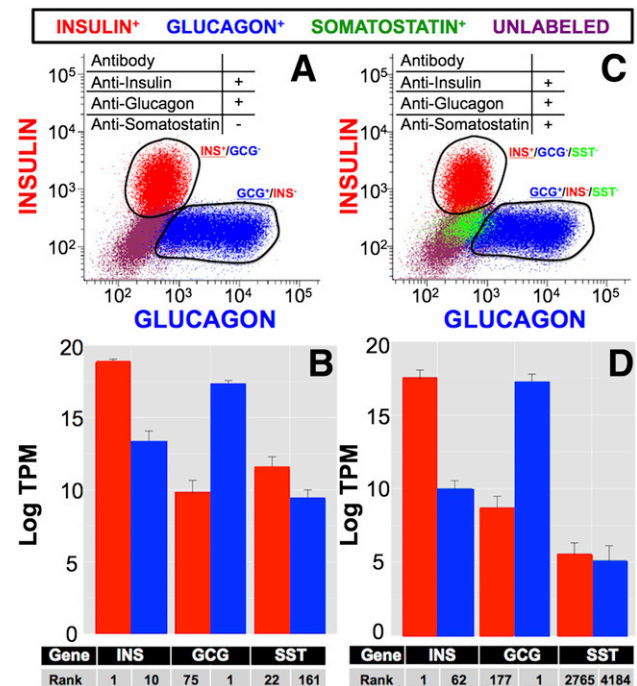 INSULIN+ GLUCAGON+ SOMATOSTATIN+ UNLABELED
A
Antibody
Anti-Insulin +
Anti-Glucagon +
Anti-Somatostatin -
INS+/GCG-
GCG+/INS-
INSULIN
10^5
10^4
10^3
10^2
10^2 10^3 10^4 10^5
GLUCAGON
C
Antibody
Anti-Insulin +
Anti-Glucagon +
Anti-Somatostatin +
INS+/GCG-/SST-
GCG+/INS-/SST-
INSULIN
10^5
10^4
10^3
10^2
10^2 10^3 10^4 10^5
GLUCAGON
B
Log TPM
20
15
10
5
0
Gene INS GCG SST
Rank 1 10 75 1 22 161
D
Log TPM
20
15
10
5
0
Gene INS GCG SST
Rank 1 62 177 1 2765 4184